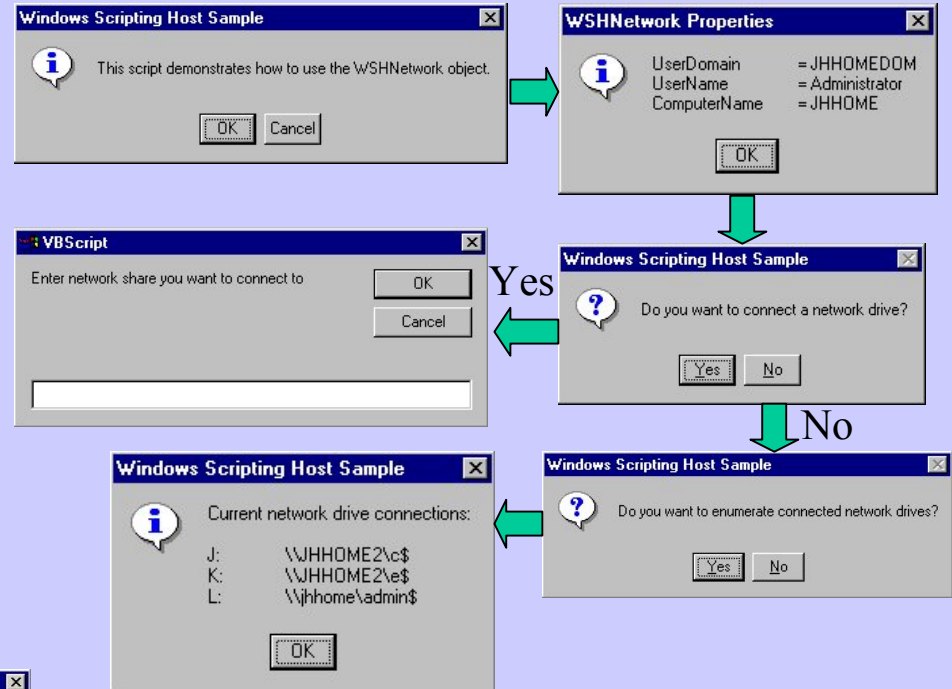 Windows Scripting Host Sample
This script demonstrates how to use the WSHNetwork object.
OK Cancel
WSHNetwork Properties
UserDomain = JHHOMEDOM
UserName = Administrator
ComputerName = JHHOME
OK
Windows Scripting Host Sample
Do you want to connect a network drive?
Yes No
Yes
VBScript
Enter network share you want to connect to
OK
Cancel
No
Windows Scripting Host Sample
Do you want to enumerate connected network drives?
Yes No
Windows Scripting Host Sample
Current network drive connections:
J: \\JHHOME2\c$
K: \\JHHOME2\e$
L: \\jhhome\admin$
OK